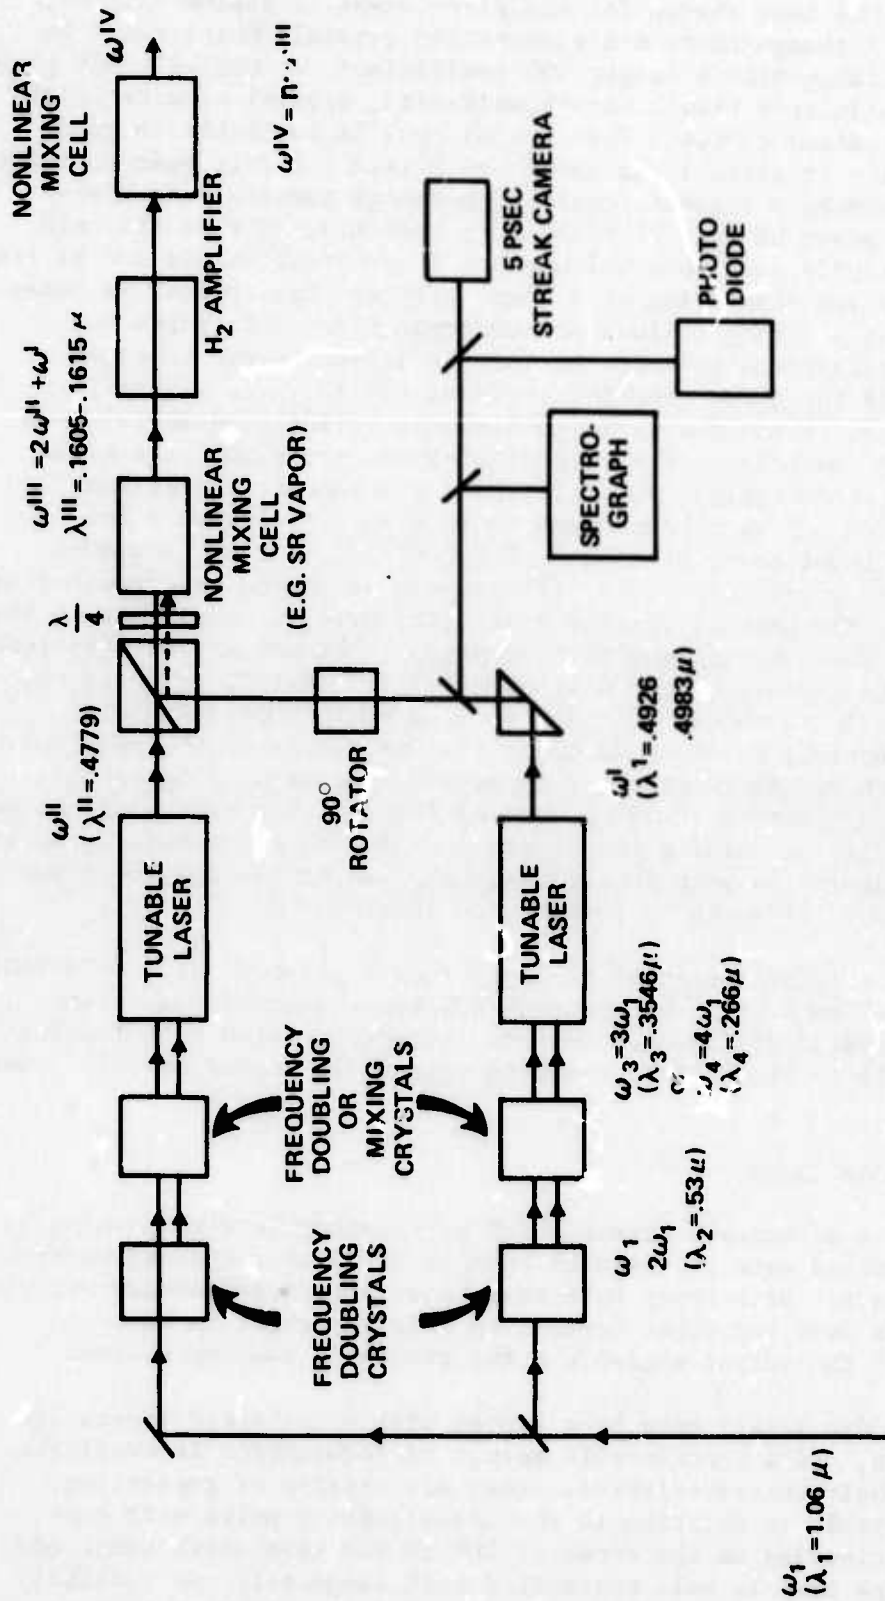 ω₁
(λ₁=1.06 μ)
FREQUENCY
DOUBLING
CRYSTALS
FREQUENCY
DOUBLING
OR
MIXING
CRYSTALS
TUNABLE
LASER
ω^II
(λ^II=.4779)
λ/4
NONLINEAR
MIXING
CELL
(E.G. SR VAPOR)
ω^III = 2ω^II + ω^I
λ^III = .1605-.1615 μ
H₂ AMPLIFIER
NONLINEAR
MIXING
CELL
ω^IV
ω^IV = n·ω^III
90°
ROTATOR
ω₁
2ω₁
(λ₂=.53μ)
ω₃=3ω₁
(λ₃=.3546μ)
ω₄=4ω₁
(λ₄=.266μ)
TUNABLE
LASER
ω^I
(λ^I=.4926
.4983μ)
SPECTRO-
GRAPH
5 PSEC
STREAK CAMERA
PHOTO
DIODE